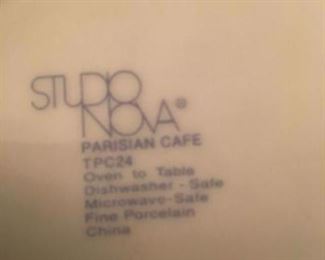 STUDIO
NOVA®
PARISIAN CAFE
TPC24
Oven to Table
Dishwasher - Safe
Microwave-Safe
Fine Porcelain
China